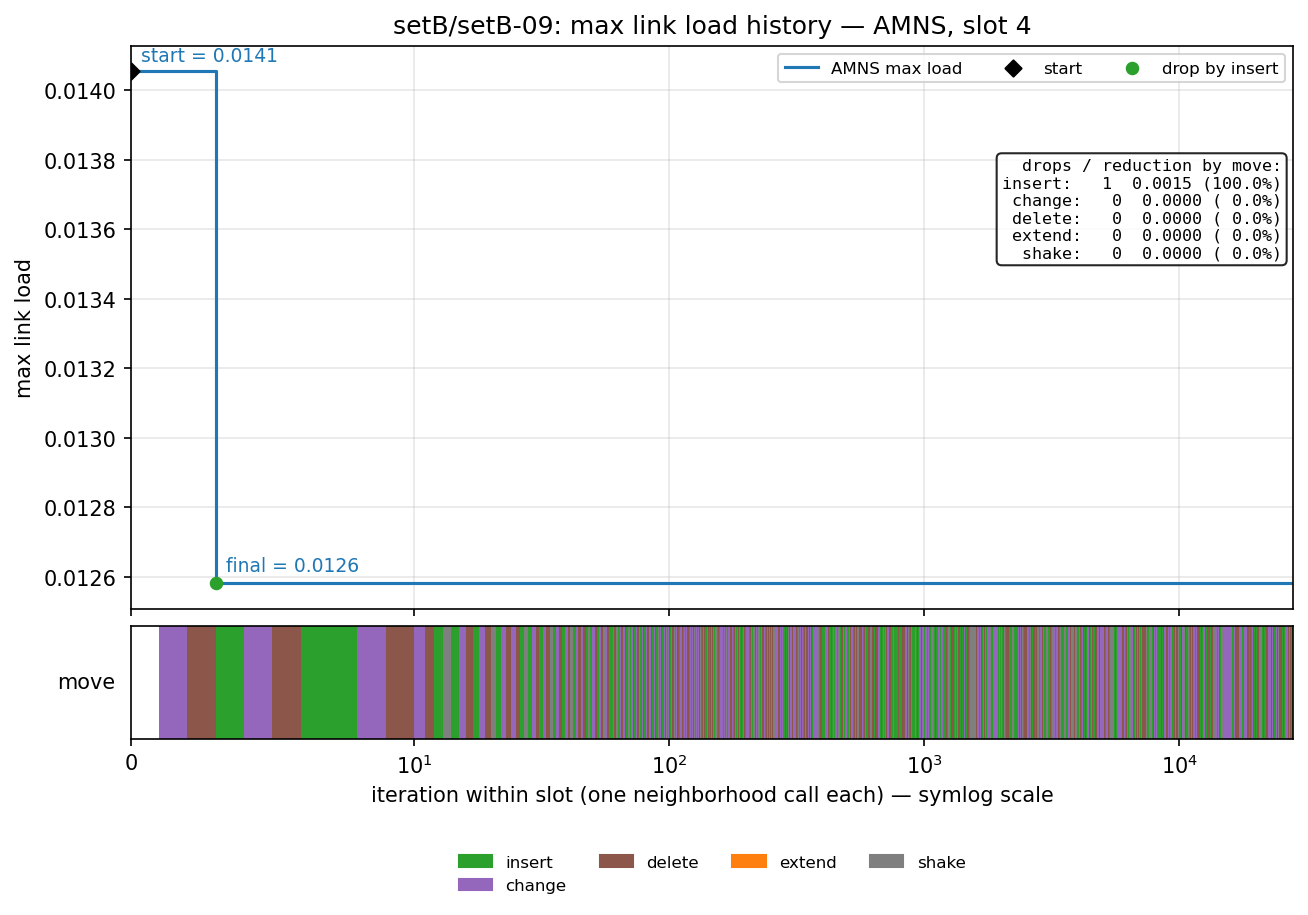 setB/setB-09: max link load history — AMNS, slot 4
start = 0.0141
AMNS max load start drop by insert
drops / reduction by move:
insert: 1 0.0015 (100.0%)
change: 0 0.0000 ( 0.0%)
delete: 0 0.0000 ( 0.0%)
extend: 0 0.0000 ( 0.0%)
shake: 0 0.0000 ( 0.0%)
max link load
0.0140
0.0138
0.0136
0.0134
0.0132
0.0130
0.0128
0.0126
final = 0.0126
move
0 10¹ 10² 10³ 10⁴
iteration within slot (one neighborhood call each) — symlog scale
insert delete extend shake
change